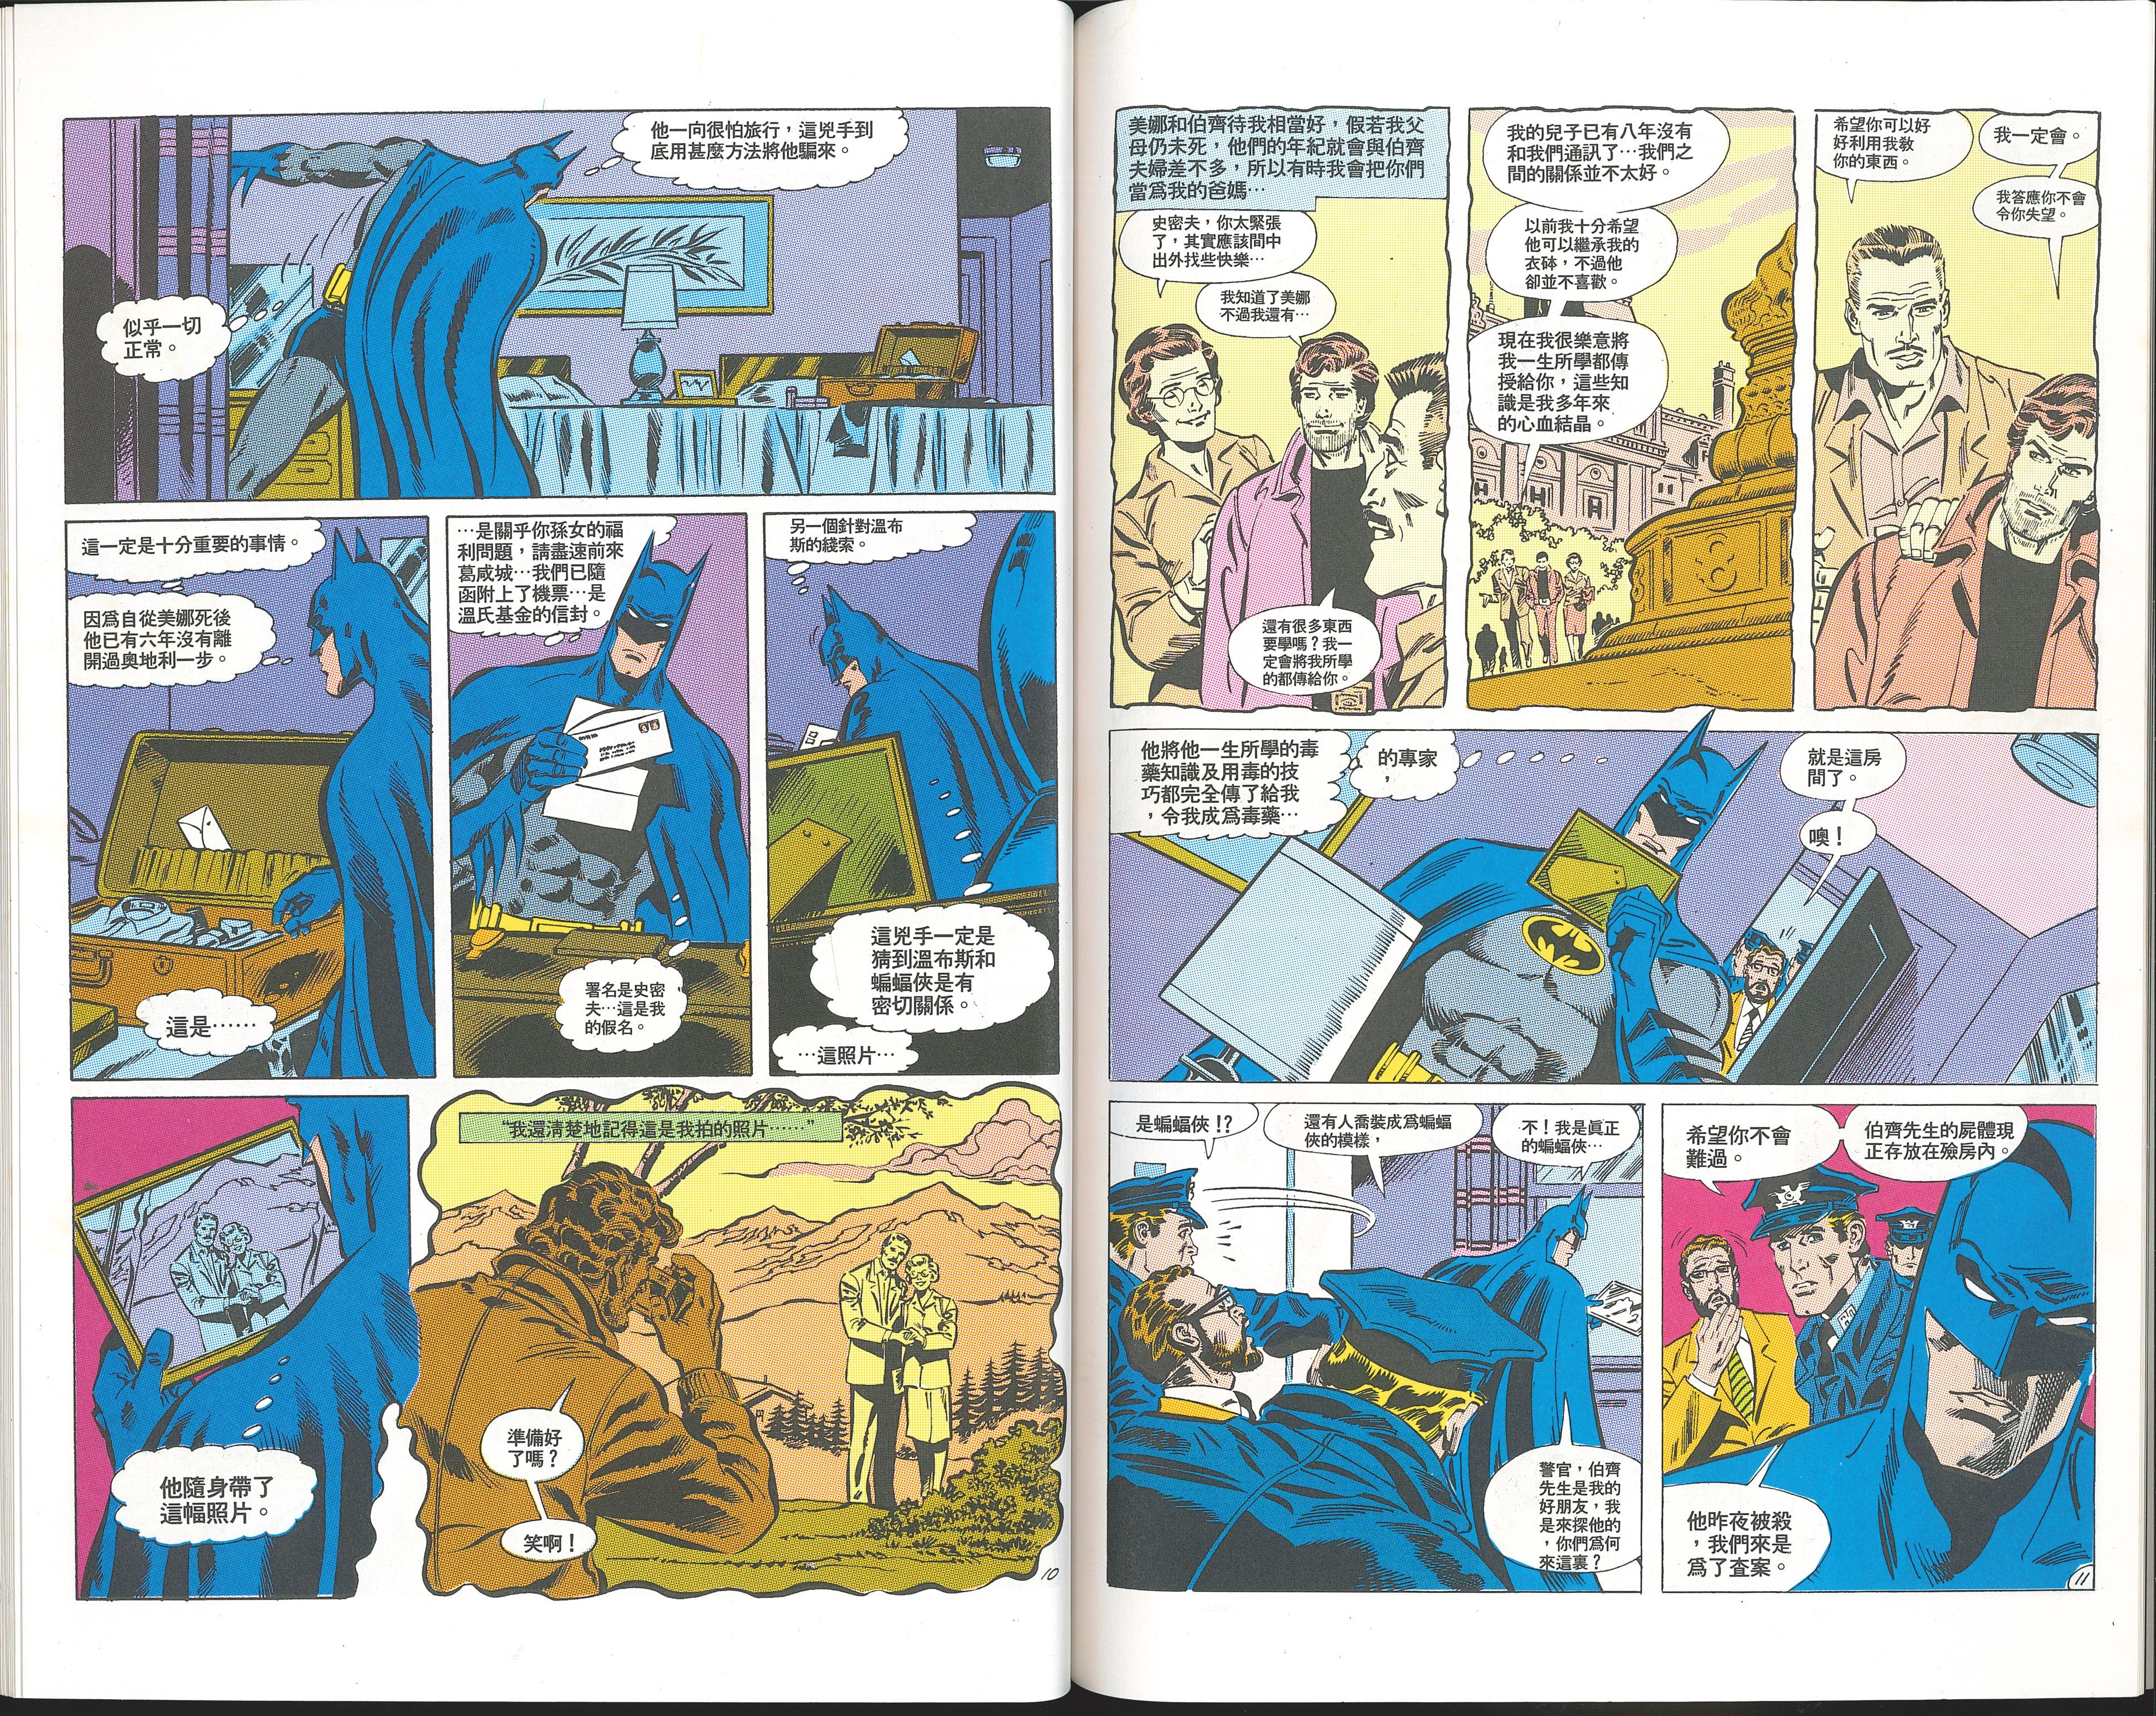 他一向很怕旅行，這兇手到
底用甚麼方法將他騙來。
似乎一切
正常。
這一定是十分重要的事情。
因爲自從美娜死後
他已有六年沒有離
開過奧地利一步。
這是……
…是關乎你孫女的福
利問題，請盡速前來
葛咸城…我們已隨
函附上了機票…是
溫氏基金的信封。
署名是史密
夫…這是我
的假名。
另一個針對溫布
斯的綫索。
這兇手一定是
猜到溫布斯和
蝙蝠俠是有
密切關係。
…這照片…
他隨身帶了
這幅照片。
“我還淸楚地記得這是我拍的照片……”
準備好
了嗎？
笑啊！
10
美娜和伯齊待我相當好，假若我父
母仍未死，他們的年紀就會與伯齊
夫婦差不多，所以有時我會把你們
當爲我的爸媽…
史密夫，你太緊張
了，其實應該間中
出外找些快樂…
我知道了美娜
不過我還有…
還有很多東西
要學嗎？我一
定會將我所學
的都傳給你。
我的兒子已有八年沒有
和我們通訊了…我們之
間的關係並不太好。
以前我十分希望
他可以繼承我的
衣砵，不過他
卻並不喜歡。
現在我很樂意將
我一生所學都傳
授給你，這些知
識是我多年來
的心血結晶。
希望你可以好
好利用我敎
你的東西。
我一定會。
我答應你不會
令你失望。
他將他一生所學的毒
藥知識及用毒的技
巧都完全傳了給我
，令我成爲毒藥…
的專家
，
就是這房
間了。
噢！
是蝙蝠俠！？
還有人喬裝成爲蝙蝠
俠的模樣，
不！我是眞正
的蝙蝠俠…
警官，伯齊
先生是我的
好朋友，我
是來探他的
，你們爲何
來這裏？
希望你不會
難過。
伯齊先生的屍體現
正存放在殮房內。
他昨夜被殺
，我們來是
爲了查案。
11